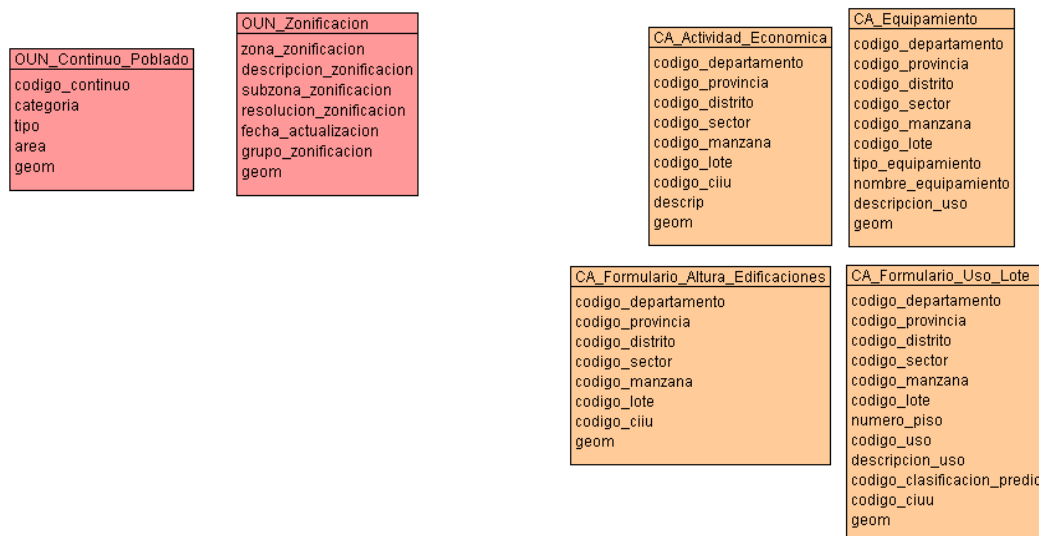 OUN_Continuo_Poblado
codigo_continuo
categoria
tipo
area
geom
OUN_Zonificacion
zona_zonificacion
descripcion_zonificacion
subzona_zonificacion
resolucion_zonificacion
fecha_actualizacion
grupo_zonificacion
geom
CA_Actividad_Economica
codigo_departamento
codigo_provincia
codigo_distrito
codigo_sector
codigo_manzana
codigo_lote
codigo_ciiu
descrip
geom
CA_Equipamiento
codigo_departamento
codigo_provincia
codigo_distrito
codigo_sector
codigo_manzana
codigo_lote
tipo_equipamiento
nombre_equipamiento
descripcion_uso
geom
CA_Formulario_Altura_Edificaciones
codigo_departamento
codigo_provincia
codigo_distrito
codigo_sector
codigo_manzana
codigo_lote
codigo_ciiu
geom
CA_Formulario_Uso_Lote
codigo_departamento
codigo_provincia
codigo_distrito
codigo_sector
codigo_manzana
codigo_lote
numero_piso
codigo_uso
descripcion_uso
codigo_clasificacion_predio
codigo_ciuu
geom